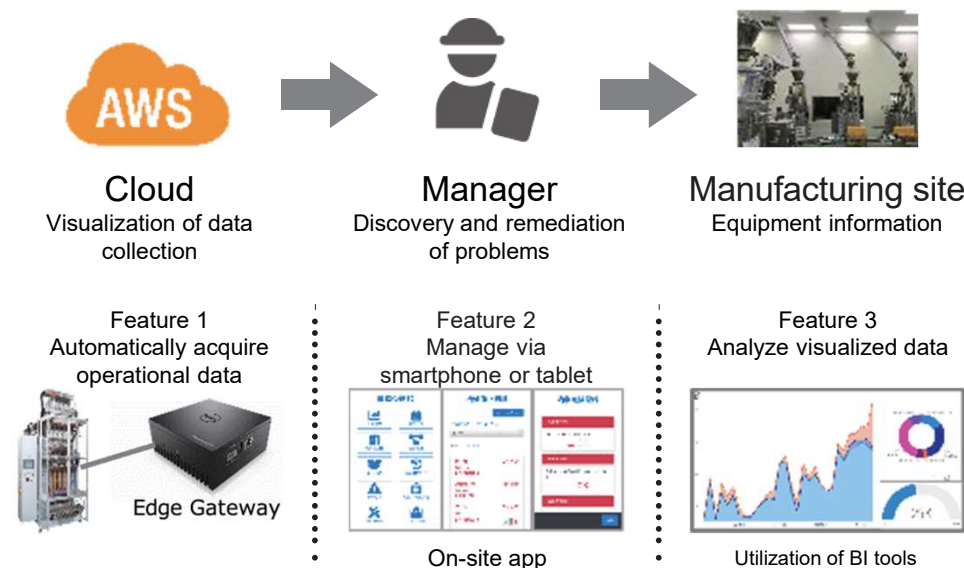 AWS
Cloud
Visualization of data
collection
Manager
Discovery and remediation
of problems
Manufacturing site
Equipment information
Feature 1
Automatically acquire
operational data
Edge Gateway
Feature 2
Manage via
smartphone or tablet
On-site app
Feature 3
Analyze visualized data
Utilization of BI tools